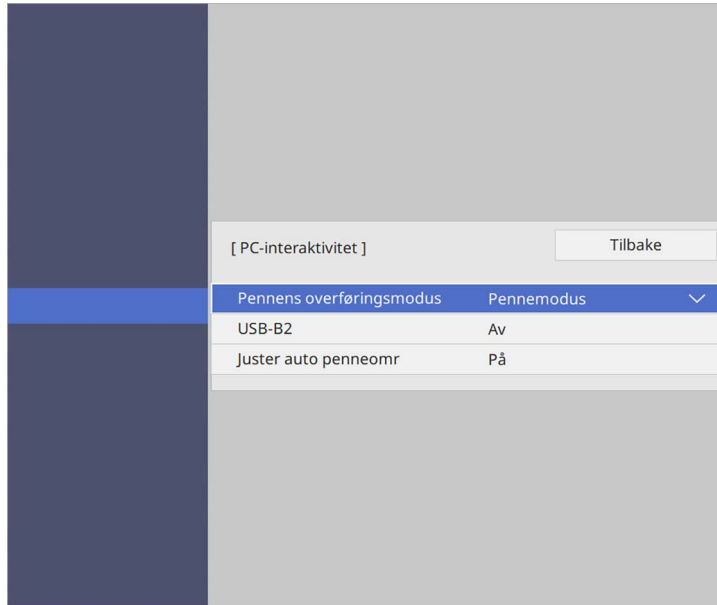 [ PC-interaktivitet ]
Tilbake
Pennens overføringsmodus Pennemodus
USB-B2 Av
Juster auto penneomr På